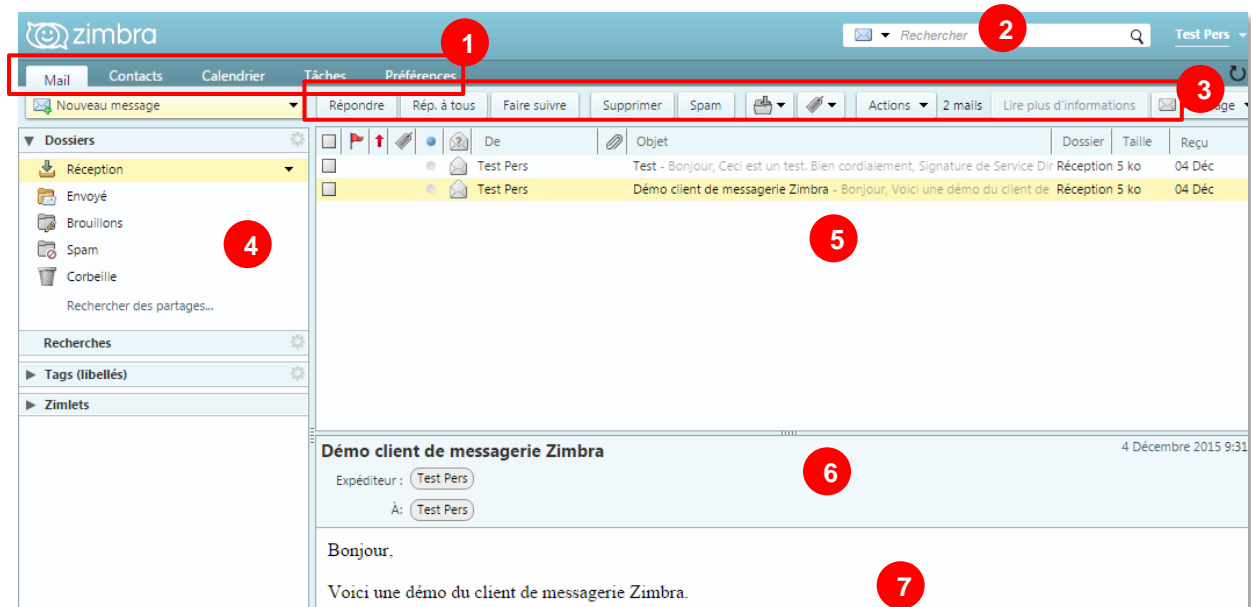 zimbra
1
Rechercher
2
Test Pers
Mail Contacts Calendrier Tâches Préférences
3
Nouveau message
Répondre Rép. à tous Faire suivre Supprimer Spam Actions 2 mails Lire plus d'informations age
Dossiers
De Objet Dossier Taille Reçu
Réception
Test Pers Test - Bonjour, Ceci est un test. Bien cordialement, Signature de Service Dir Réception 5 ko 04 Déc
Envoyé
Test Pers Démo client de messagerie Zimbra - Bonjour, Voici une démo du client de Réception 5 ko 04 Déc
Brouillons
Spam
4
5
Corbeille
Rechercher des partages...
Recherches
Tags (libellés)
Zimlets
Démo client de messagerie Zimbra
4 Décembre 2015 9:31
Expéditeur : Test Pers
6
À: Test Pers
Bonjour,
Voici une démo du client de messagerie Zimbra.
7